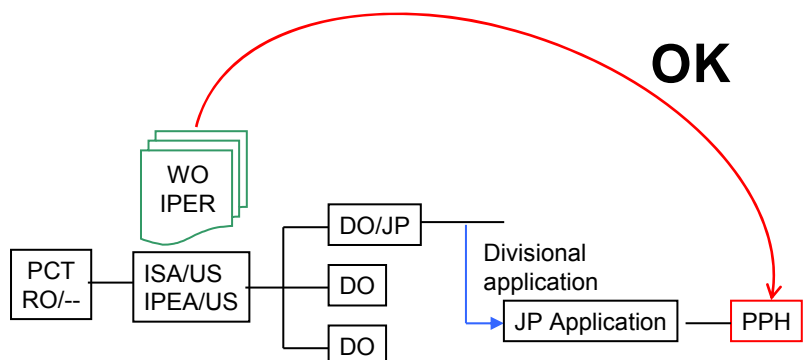 OK
WO
IPER
DO/JP
Divisional
application
PCT
RO/--
ISA/US
IPEA/US
DO
JP Application
PPH
DO